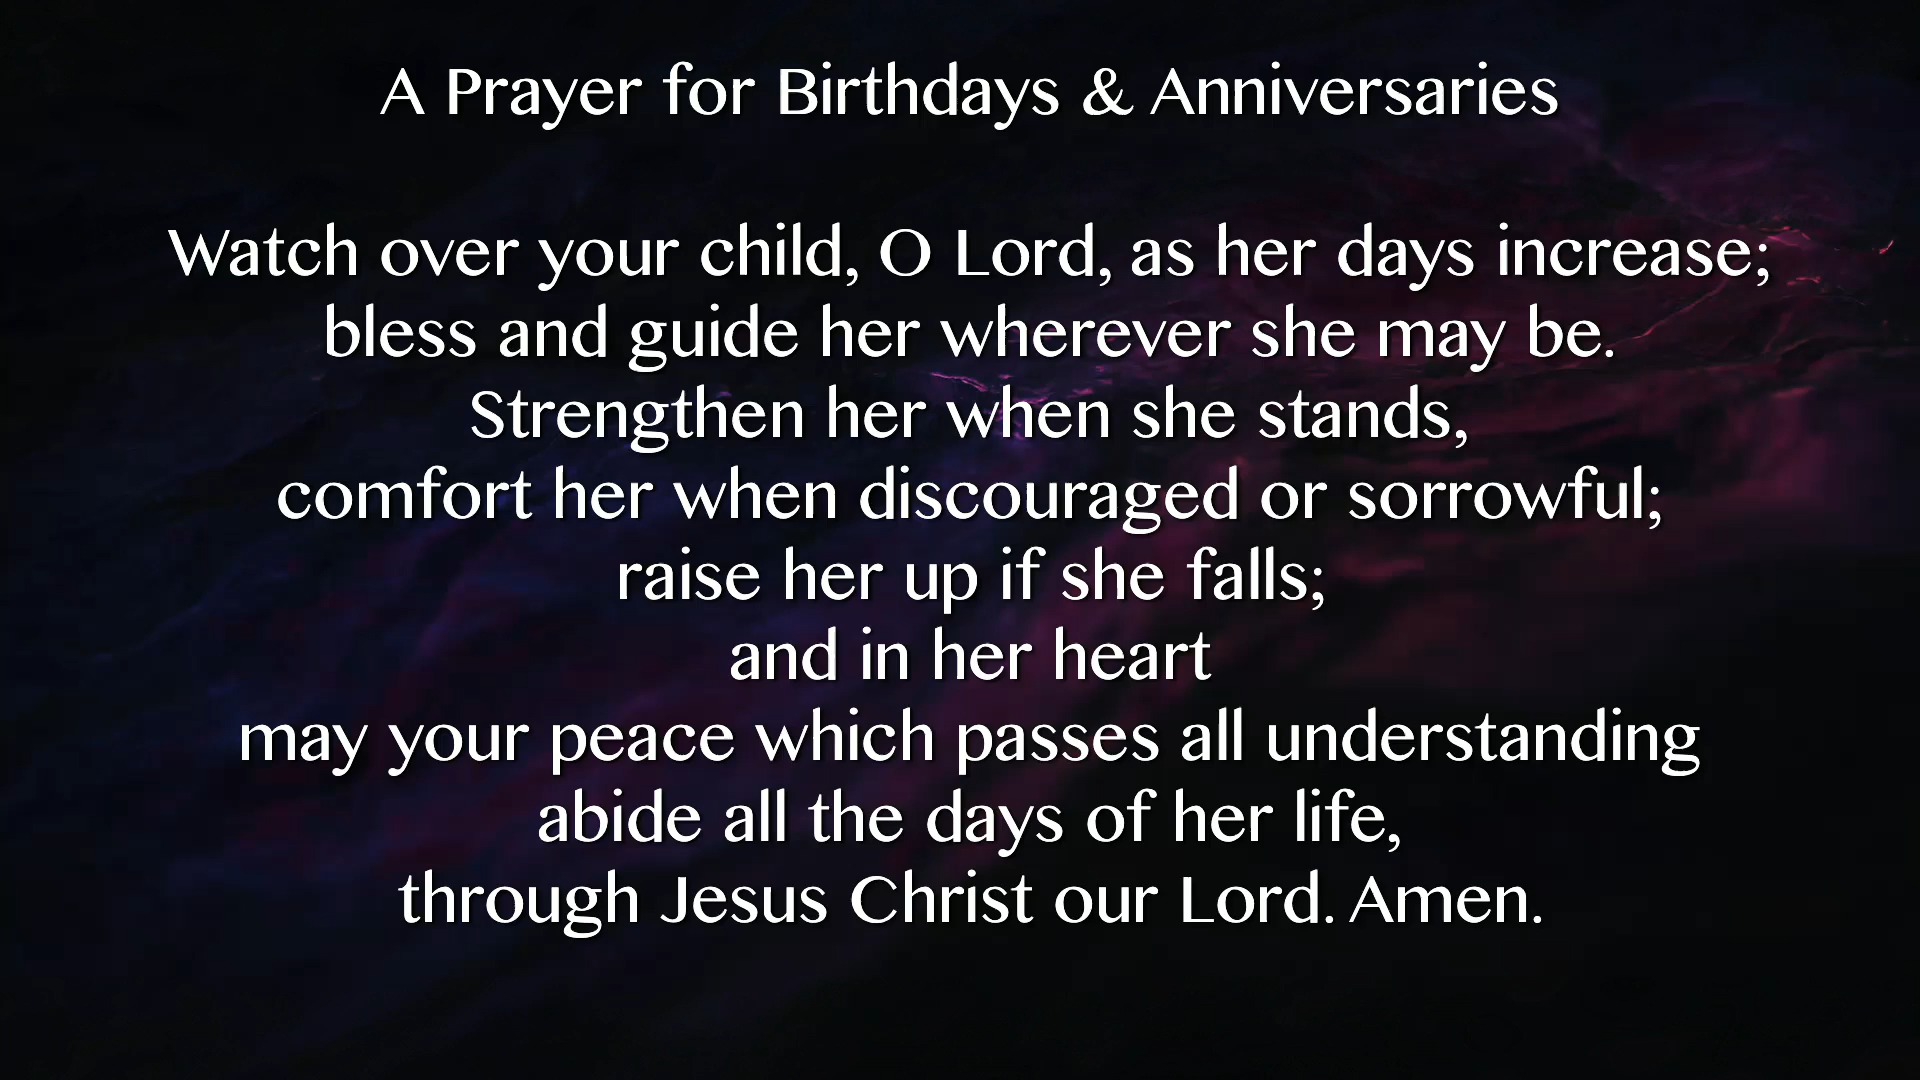 A Prayer for Birthdays & Anniversaries
Watch over your child, O Lord, as her days increase;
bless and guide her wherever she may be.
Strengthen her when she stands,
comfort her when discouraged or sorrowful;
raise her up if she falls;
and in her heart
may your peace which passes all understanding
abide all the days of her life,
through Jesus Christ our Lord. Amen.